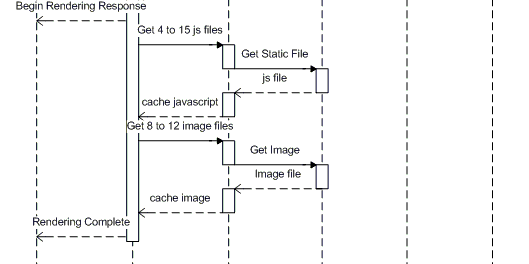 Begin Rendering Response
Get 4 to 15 js files
Get Static File
js file
cache javascript
Get 8 to 12 image files
Get Image
Image file
cache image
Rendering Complete